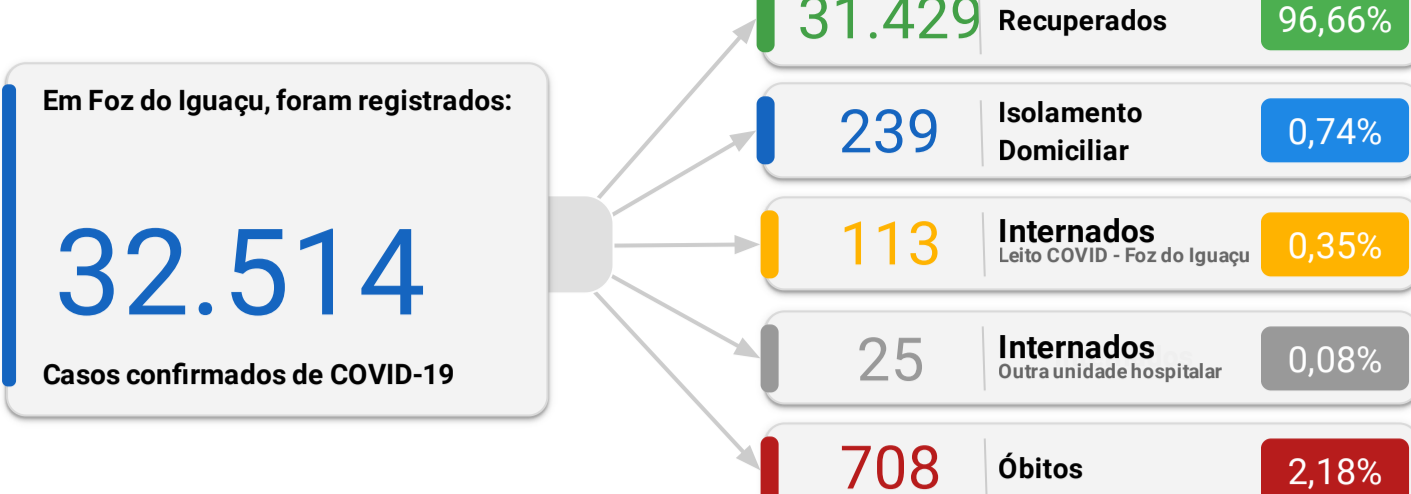 Em Foz do Iguaçu, foram registrados:
32.514
Casos confirmados de COVID-19
31.429 Recuperados 96,66%
239 Isolamento Domiciliar 0,74%
113 Internados 0,35%
Leito COVID - Foz do Iguaçu
25 Internados 0,08%
Outra unidade hospitalar
708 Óbitos 2,18%